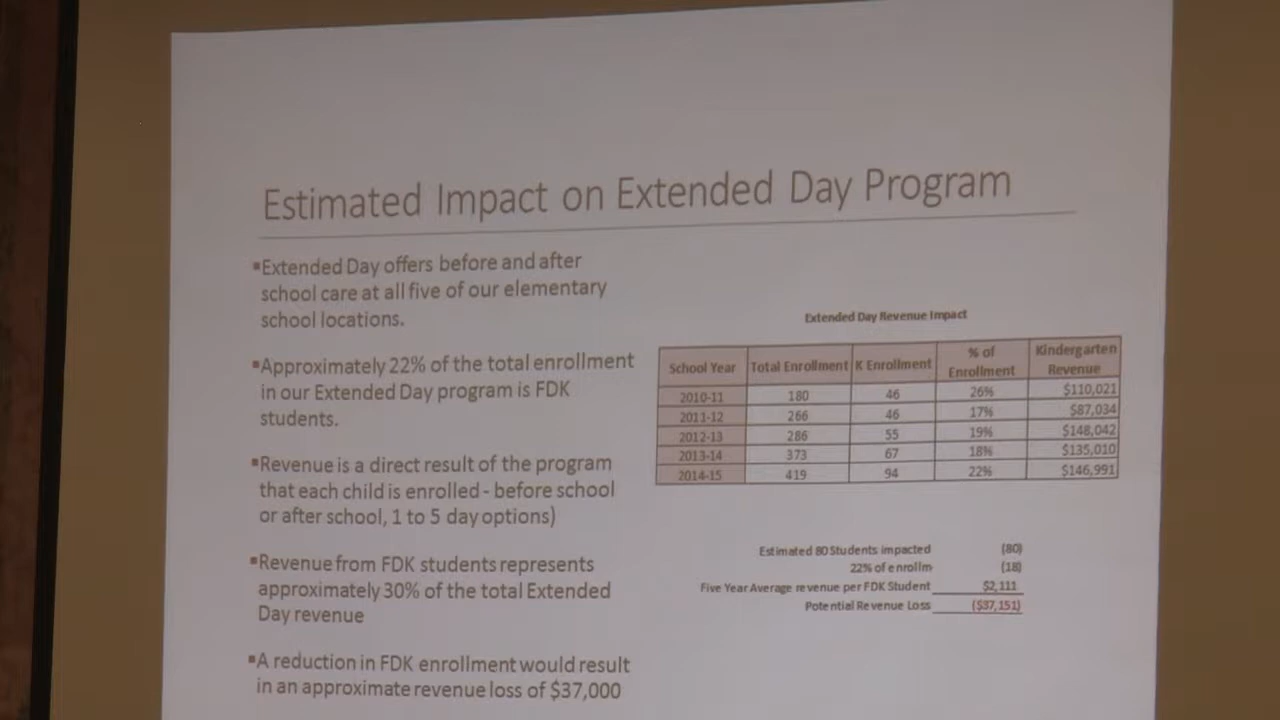 Estimated Impact on Extended Day Program
▪Extended Day offers before and after
school care at all five of our elementary
school locations.
▪Approximately 22% of the total enrollment
in our Extended Day program is FDK
students.
▪Revenue is a direct result of the program
that each child is enrolled - before school
or after school, 1 to 5 day options)
▪Revenue from FDK students represents
approximately 30% of the total Extended
Day revenue
▪A reduction in FDK enrollment would result
in an approximate revenue loss of $37,000
Extended Day Revenue Impact
School Year Total Enrollment K Enrollment % of Enrollment Kindergarten Revenue
2010-11 180 46 26% $110,021
2011-12 266 46 17% $87,034
2012-13 286 55 19% $148,042
2013-14 373 67 18% $135,010
2014-15 419 94 22% $146,991
Estimated 80 Students impacted (80)
22% of enrollm (18)
Five Year Average revenue per FDK Student $2,111
Potential Revenue Loss ($37,151)